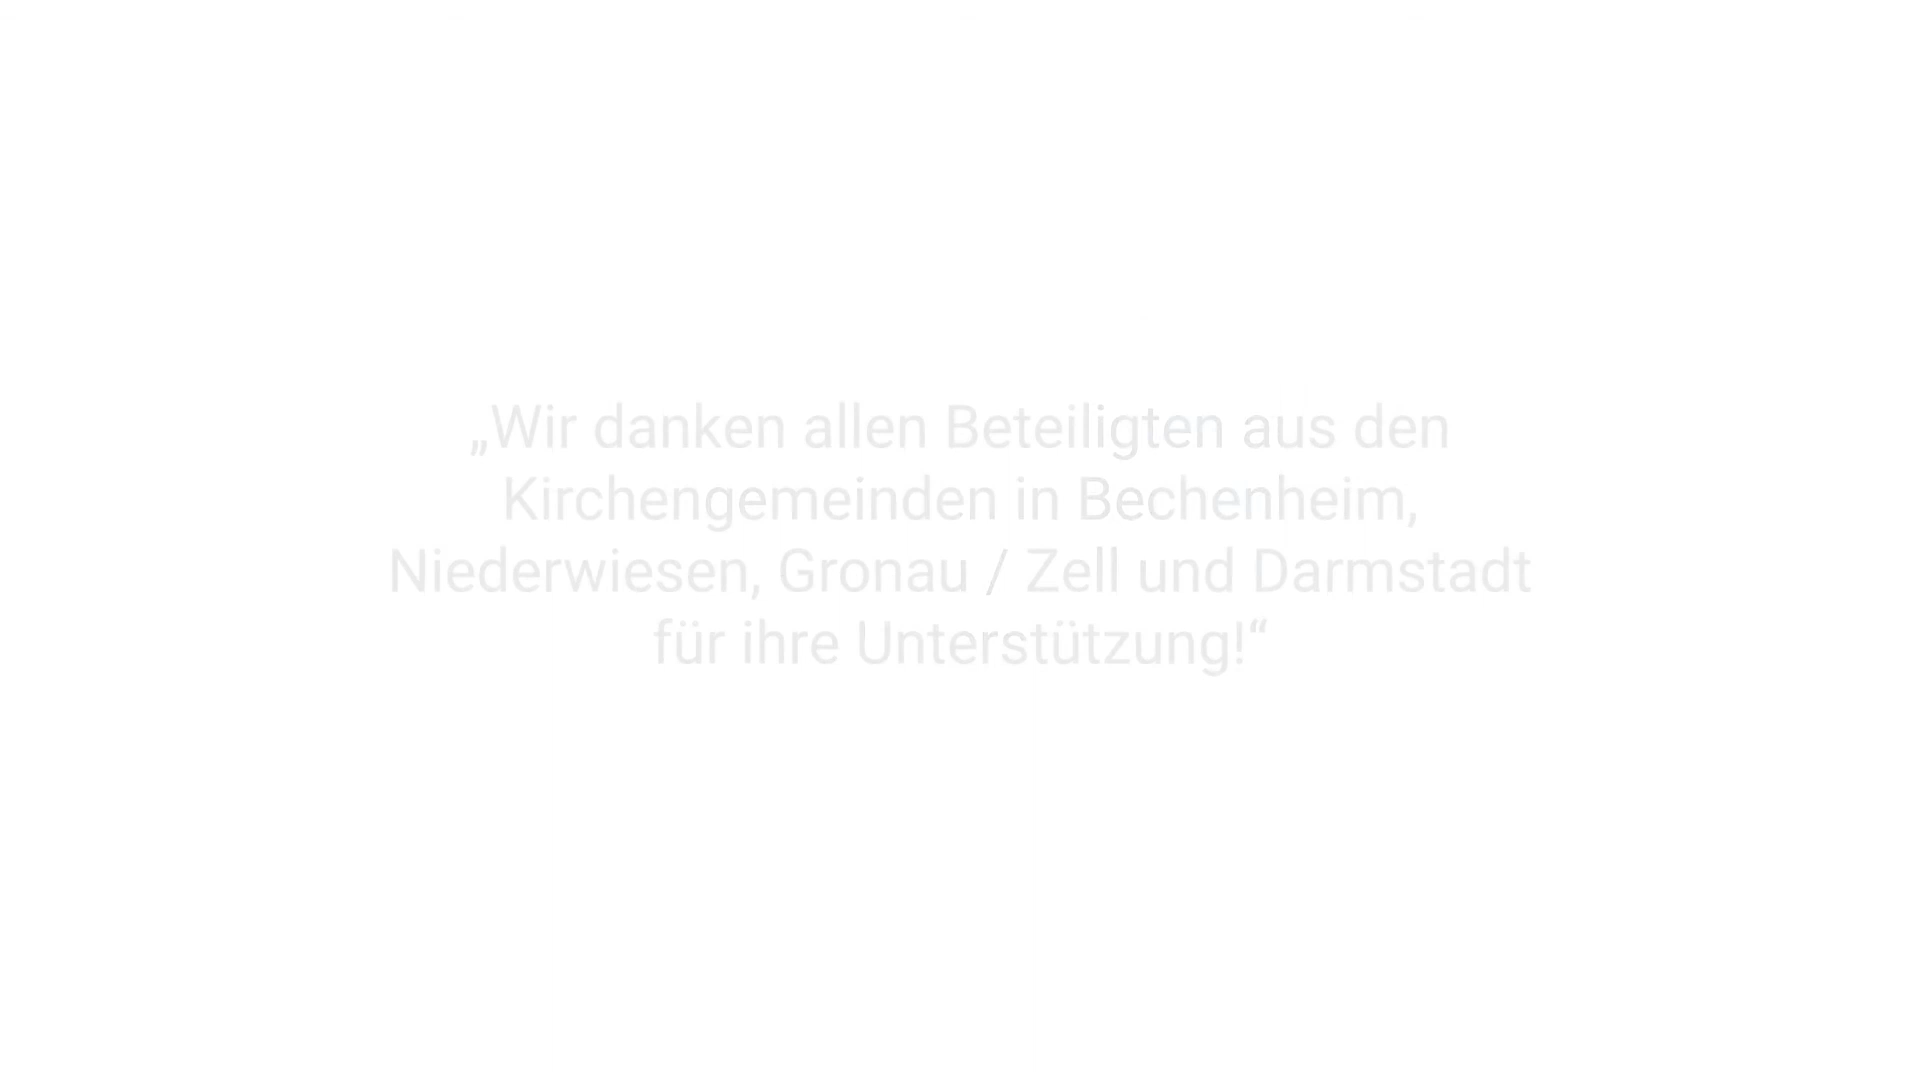 „Wir danken allen Beteiligten aus den
Kirchengemeinden in Bechenheim,
Niederwiesen, Gronau / Zell und Darmstadt
für ihre Unterstützung!“